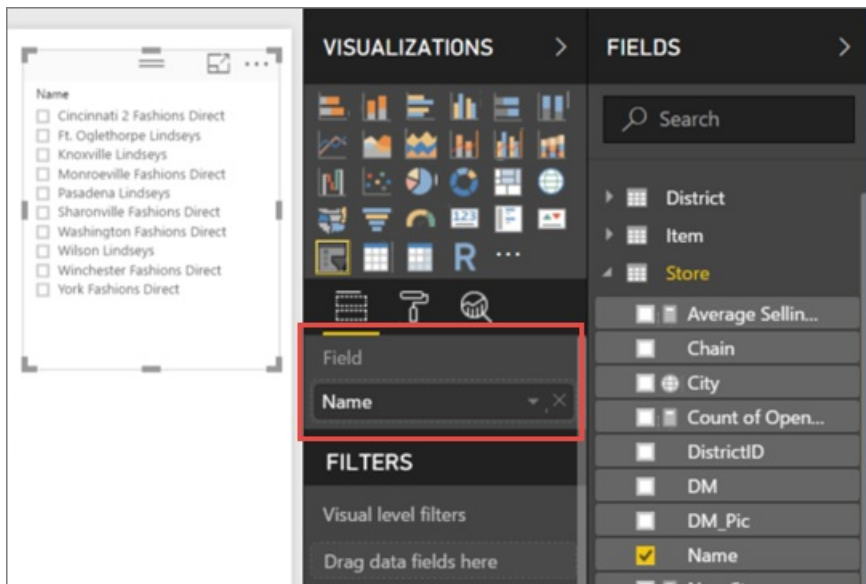 Name
Cincinnati 2 Fashions Direct
Ft. Oglethorpe Lindseys
Knoxville Lindseys
Monroeville Fashions Direct
Pasadena Lindseys
Sharonville Fashions Direct
Washington Fashions Direct
Wilson Lindseys
Winchester Fashions Direct
York Fashions Direct
VISUALIZATIONS
123
R
Field
Name
FILTERS
Visual level filters
Drag data fields here
FIELDS
Search
District
Item
Store
Average Sellin...
Chain
City
Count of Open...
DistrictID
DM
DM_Pic
Name